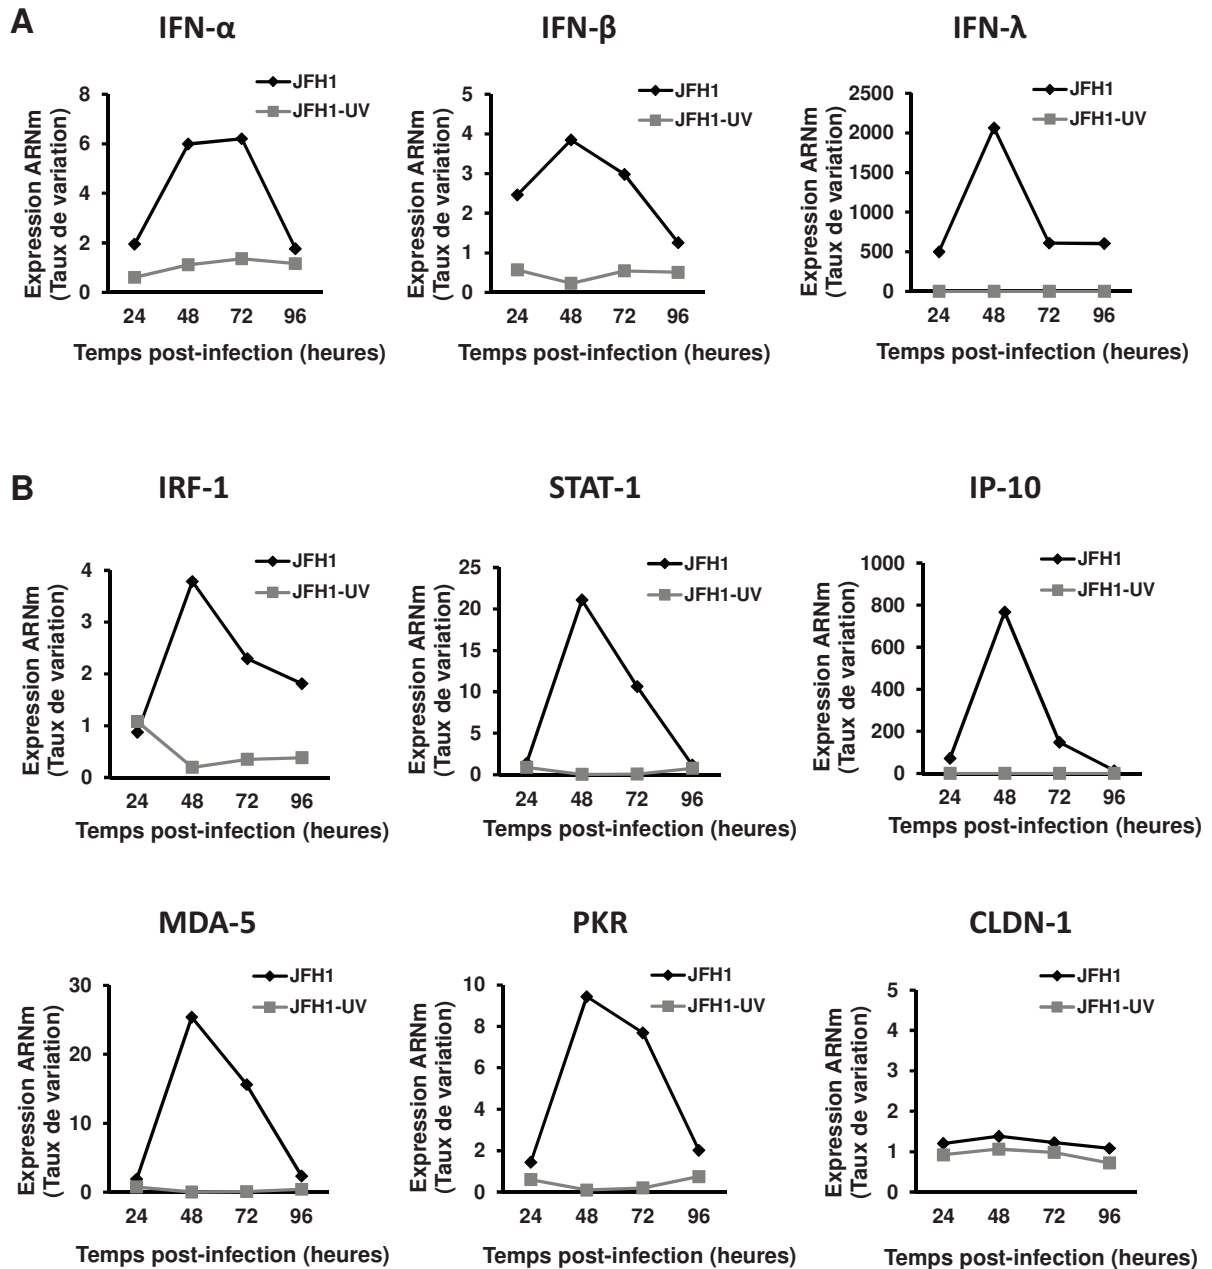 A
IFN-α
JFH1
JFH1-UV
Expression ARNm
(Taux de variation)
8
6
4
2
0
24 48 72 96
Temps post-infection (heures)
IFN-β
JFH1
JFH1-UV
Expression ARNm
(Taux de variation)
5
4
3
2
1
0
24 48 72 96
Temps post-infection (heures)
IFN-λ
JFH1
JFH1-UV
Expression ARNm
(Taux de variation)
2500
2000
1500
1000
500
0
24 48 72 96
Temps post-infection (heures)
B
IRF-1
JFH1
JFH1-UV
Expression ARNm
(Taux de variation)
4
3
2
1
0
24 48 72 96
Temps post-infection (heures)
STAT-1
JFH1
JFH1-UV
Expression ARNm
(Taux de variation)
25
20
15
10
5
0
24 48 72 96
Temps post-infection (heures)
IP-10
JFH1
JFH1-UV
Expression ARNm
(Taux de variation)
1000
800
600
400
200
0
24 48 72 96
Temps post-infection (heures)
MDA-5
JFH1
JFH1-UV
Expression ARNm
(Taux de variation)
30
20
10
0
24 48 72 96
Temps post-infection (heures)
PKR
JFH1
JFH1-UV
Expression ARNm
(Taux de variation)
10
8
6
4
2
0
24 48 72 96
Temps post-infection (heures)
CLDN-1
JFH1
JFH1-UV
Expression ARNm
(Taux de variation)
5
4
3
2
1
0
24 48 72 96
Temps post-infection (heures)